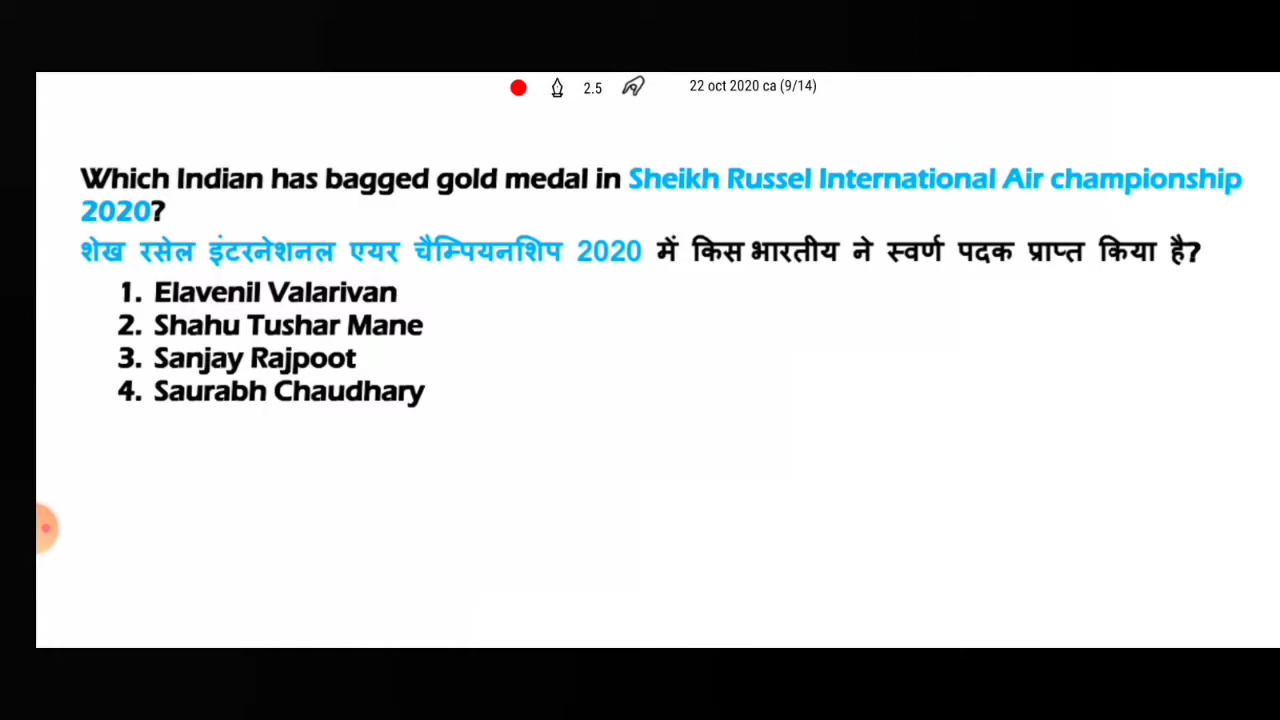 2.5 22 oct 2020 ca (9/14)
Which Indian has bagged gold medal in Sheikh Russel International Air championship
2020?
शेख रसेल इंटरनेशनल एयर चैम्पियनशिप 2020 में किस भारतीय ने स्वर्ण पदक प्राप्त किया है?
1. Elavenil Valarivan
2. Shahu Tushar Mane
3. Sanjay Rajpoot
4. Saurabh Chaudhary